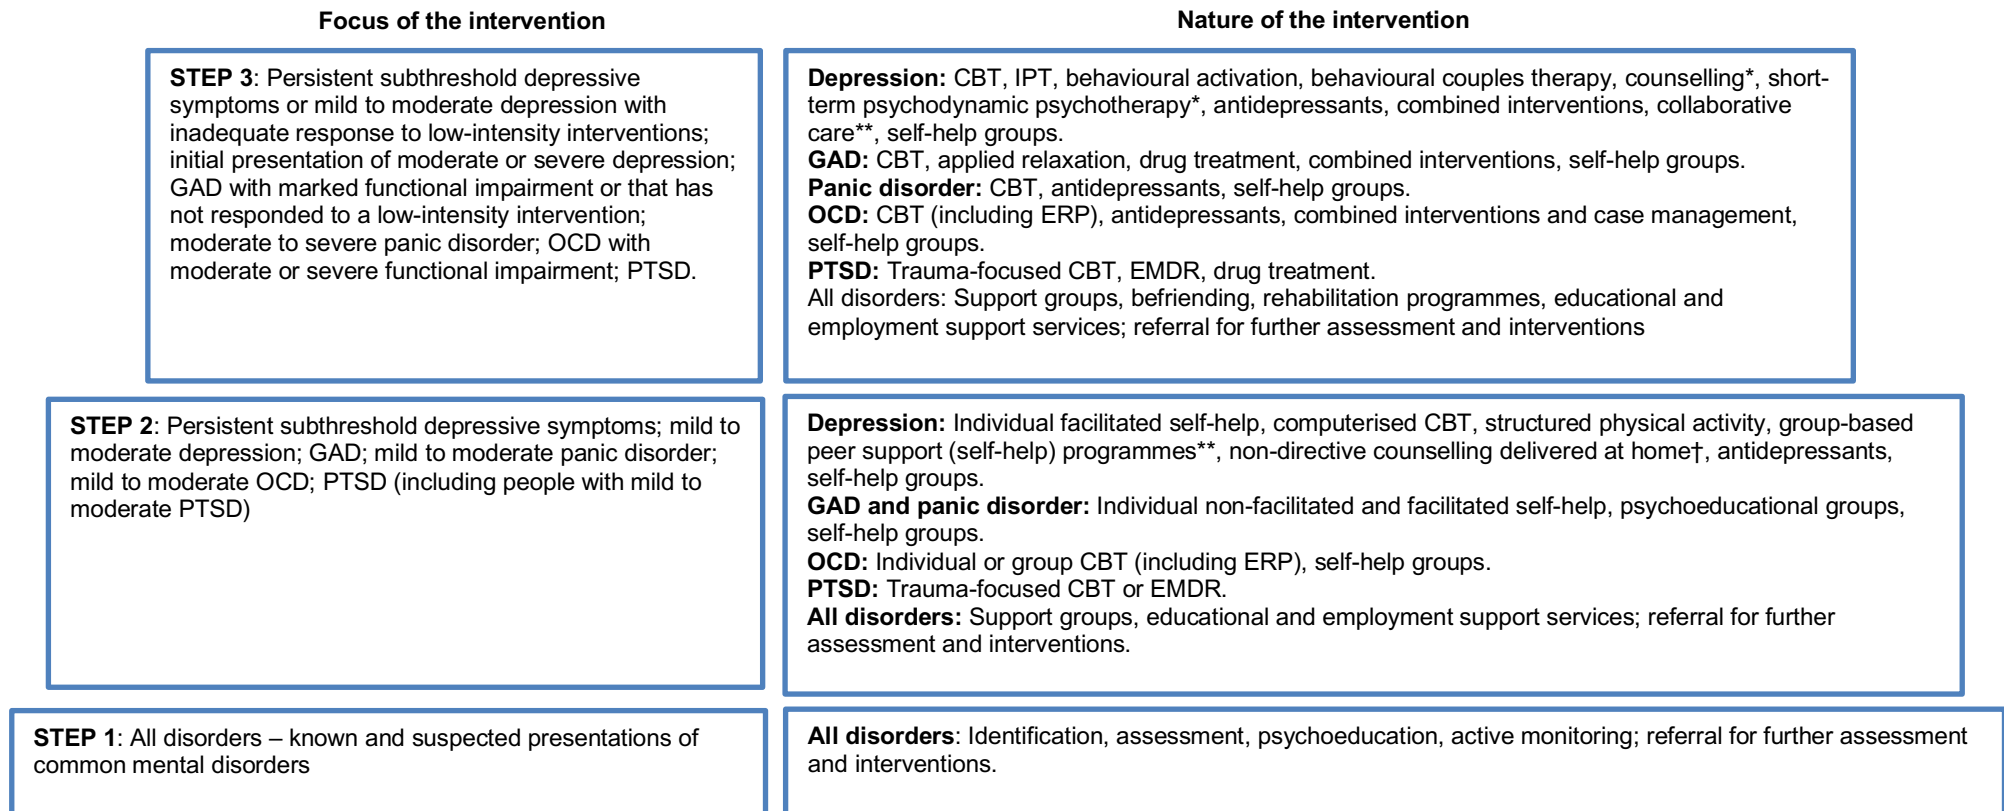 Focus of the intervention
Nature of the intervention
STEP 3: Persistent subthreshold depressive
symptoms or mild to moderate depression with
inadequate response to low-intensity interventions;
initial presentation of moderate or severe depression;
GAD with marked functional impairment or that has
not responded to a low-intensity intervention;
moderate to severe panic disorder; OCD with
moderate or severe functional impairment; PTSD.
Depression: CBT, IPT, behavioural activation, behavioural couples therapy, counselling*, short-
term psychodynamic psychotherapy*, antidepressants, combined interventions, collaborative
care**, self-help groups.
GAD: CBT, applied relaxation, drug treatment, combined interventions, self-help groups.
Panic disorder: CBT, antidepressants, self-help groups.
OCD: CBT (including ERP), antidepressants, combined interventions and case management,
self-help groups.
PTSD: Trauma-focused CBT, EMDR, drug treatment.
All disorders: Support groups, befriending, rehabilitation programmes, educational and
employment support services; referral for further assessment and interventions
STEP 2: Persistent subthreshold depressive symptoms; mild to
moderate depression; GAD; mild to moderate panic disorder;
mild to moderate OCD; PTSD (including people with mild to
moderate PTSD)
Depression: Individual facilitated self-help, computerised CBT, structured physical activity, group-based
peer support (self-help) programmes**, non-directive counselling delivered at home†, antidepressants,
self-help groups.
GAD and panic disorder: Individual non-facilitated and facilitated self-help, psychoeducational groups,
self-help groups.
OCD: Individual or group CBT (including ERP), self-help groups.
PTSD: Trauma-focused CBT or EMDR.
All disorders: Support groups, educational and employment support services; referral for further
assessment and interventions.
STEP 1: All disorders – known and suspected presentations of
common mental disorders
All disorders: Identification, assessment, psychoeducation, active monitoring; referral for further assessment
and interventions.